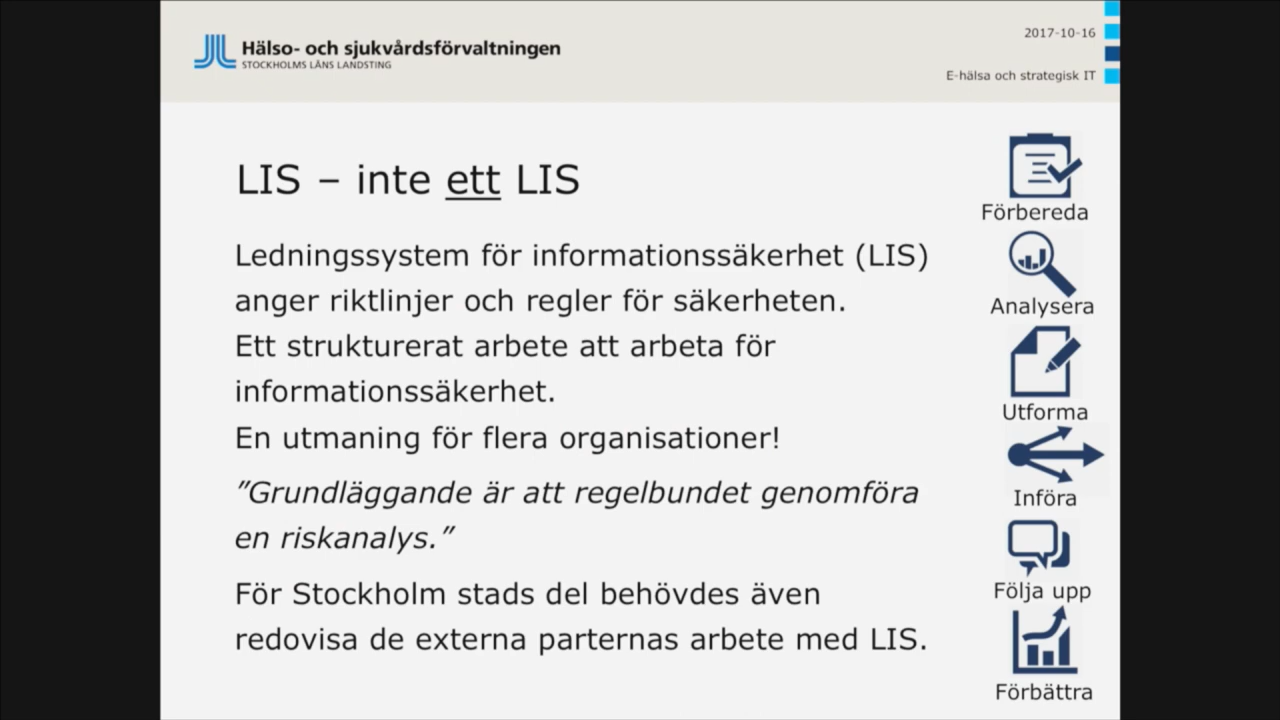 Hälso- och sjukvårdsförvaltningen
STOCKHOLMS LÄNS LANDSTING
2017-10-16
E-hälsa och strategisk IT
LIS – inte ett LIS
Ledningssystem för informationssäkerhet (LIS)
anger riktlinjer och regler för säkerheten.
Ett strukturerat arbete att arbeta för
informationssäkerhet.
En utmaning för flera organisationer!
”Grundläggande är att regelbundet genomföra
en riskanalys.”
För Stockholm stads del behövdes även
redovisa de externa parternas arbete med LIS.
Förbereda
Analysera
Utforma
Införa
Följa upp
Förbättra